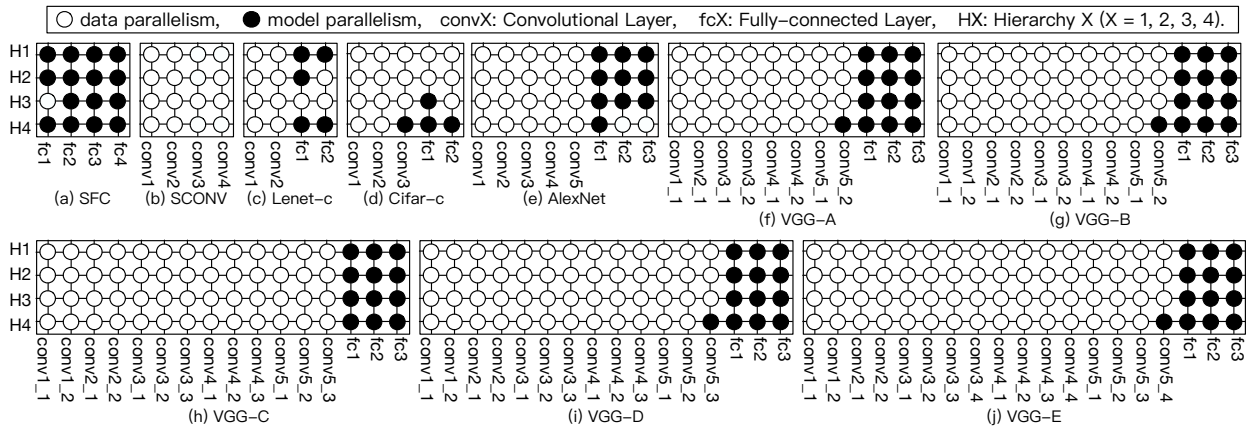 data parallelism, model parallelism, convX: Convolutional Layer, fcX: Fully-connected Layer, HX: Hierarchy X (X = 1, 2, 3, 4).
H1
H2
H3
H4
fc1 fc2 fc3 fc4
(a) SFC
conv1 conv2 conv3 conv4
(b) SCONV
conv1 conv2 fc1 fc2
(c) Lenet-c
conv1 conv2 conv3 fc1 fc2
(d) Cifar-c
conv1 conv2 conv3 conv4 conv5 fc1 fc2 fc3
(e) AlexNet
conv1_1 conv2_1 conv3_1 conv3_2 conv4_1 conv4_2 conv5_1 conv5_2 fc1 fc2 fc3
(f) VGG-A
conv1_1 conv1_2 conv2_1 conv2_2 conv3_1 conv3_2 conv4_1 conv4_2 conv5_1 conv5_2 fc1 fc2 fc3
(g) VGG-B
H1
H2
H3
H4
conv1_1 conv1_2 conv2_1 conv2_2 conv3_1 conv3_2 conv3_3 conv4_1 conv4_2 conv4_3 conv5_1 conv5_2 conv5_3 fc1 fc2 fc3
(h) VGG-C
conv1_1 conv1_2 conv2_1 conv2_2 conv3_1 conv3_2 conv3_3 conv4_1 conv4_2 conv4_3 conv5_1 conv5_2 conv5_3 fc1 fc2 fc3
(i) VGG-D
conv1_1 conv1_2 conv2_1 conv2_2 conv3_1 conv3_2 conv3_3 conv3_4 conv4_1 conv4_2 conv4_3 conv4_4 conv5_1 conv5_2 conv5_3 conv5_4 fc1 fc2 fc3
(j) VGG-E